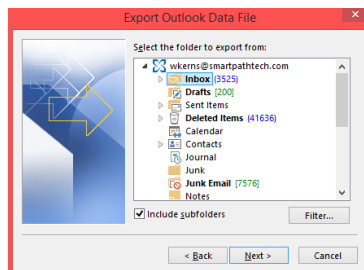 Export Outlook Data File
Select the folder to export from:
wkerns@smartpathtech.com
Inbox (3525)
Drafts [200]
Sent Items
Deleted Items (41636)
Calendar
Contacts
Journal
Junk
Junk Email [7576]
Notes
Include subfolders
Filter...
< Back Next > Cancel